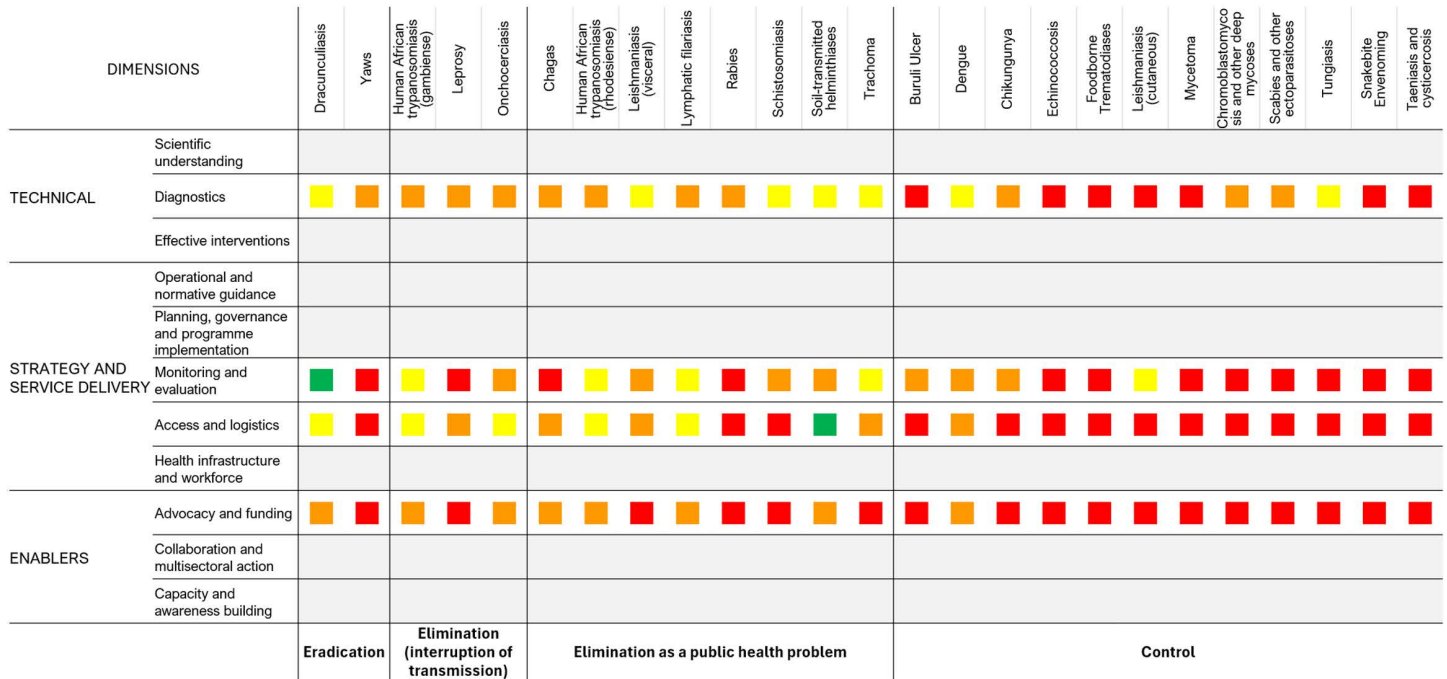 DIMENSIONS
Dracunculiasis
Yaws
Human African
trypanosomiasis
(gambiense)
Leprosy
Onchocerciasis
Chagas
Human African
trypanosomiasis
(rhodesiense)
Leishmaniasis
(visceral)
Lymphatic filariasis
Rabies
Schistosomiasis
Soil-transmitted
helminthiases
Trachoma
Buruli Ulcer
Dengue
Chikungunya
Echinococcosis
Foodborne
Trematodiases
Leishmaniasis
(cutaneous)
Mycetoma
Chromoblastomyco
sis and other deep
mycoses
Scabies and other
ectoparasitoses
Tungiasis
Snakebite
Envenoming
Taeniasis and
cysticercosis
TECHNICAL
Scientific
understanding
Diagnostics
Effective interventions
STRATEGY AND
SERVICE DELIVERY
Operational and
normative guidance
Planning, governance
and programme
implementation
Monitoring and
evaluation
Access and logistics
Health infrastructure
and workforce
ENABLERS
Advocacy and funding
Collaboration and
multisectoral action
Capacity and
awareness building
Eradication
Elimination
(interruption of
transmission)
Elimination as a public health problem
Control